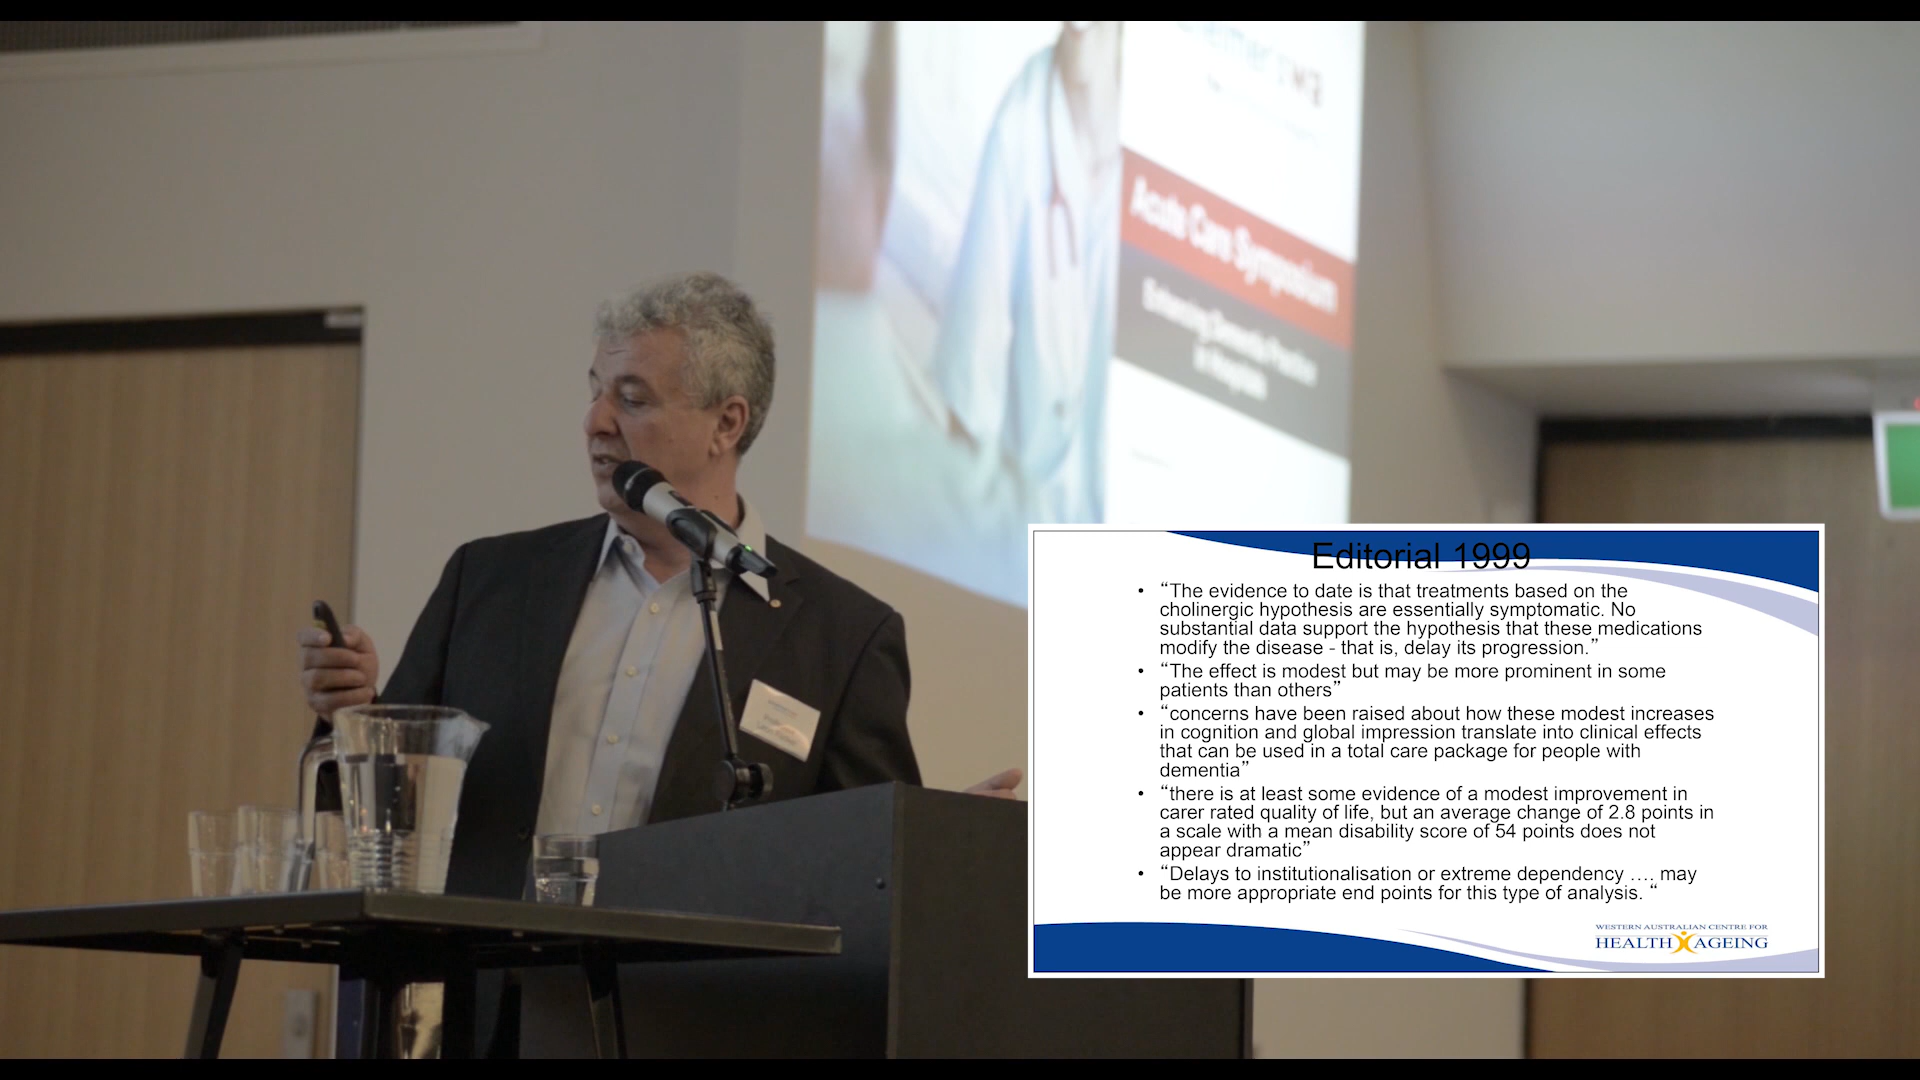 Acute Care Symposium
Enhancing Dementia Practice
in Hospitals
Editorial 1999
• “The evidence to date is that treatments based on the
cholinergic hypothesis are essentially symptomatic. No
substantial data support the hypothesis that these medications
modify the disease - that is, delay its progression.”
• “The effect is modest but may be more prominent in some
patients than others”
• “concerns have been raised about how these modest increases
in cognition and global impression translate into clinical effects
that can be used in a total care package for people with
dementia”
• “there is at least some evidence of a modest improvement in
carer rated quality of life, but an average change of 2.8 points in
a scale with a mean disability score of 54 points does not
appear dramatic”
• “Delays to institutionalisation or extreme dependency …. may
be more appropriate end points for this type of analysis. “
WESTERN AUSTRALIAN CENTRE FOR
HEALTH AGEING